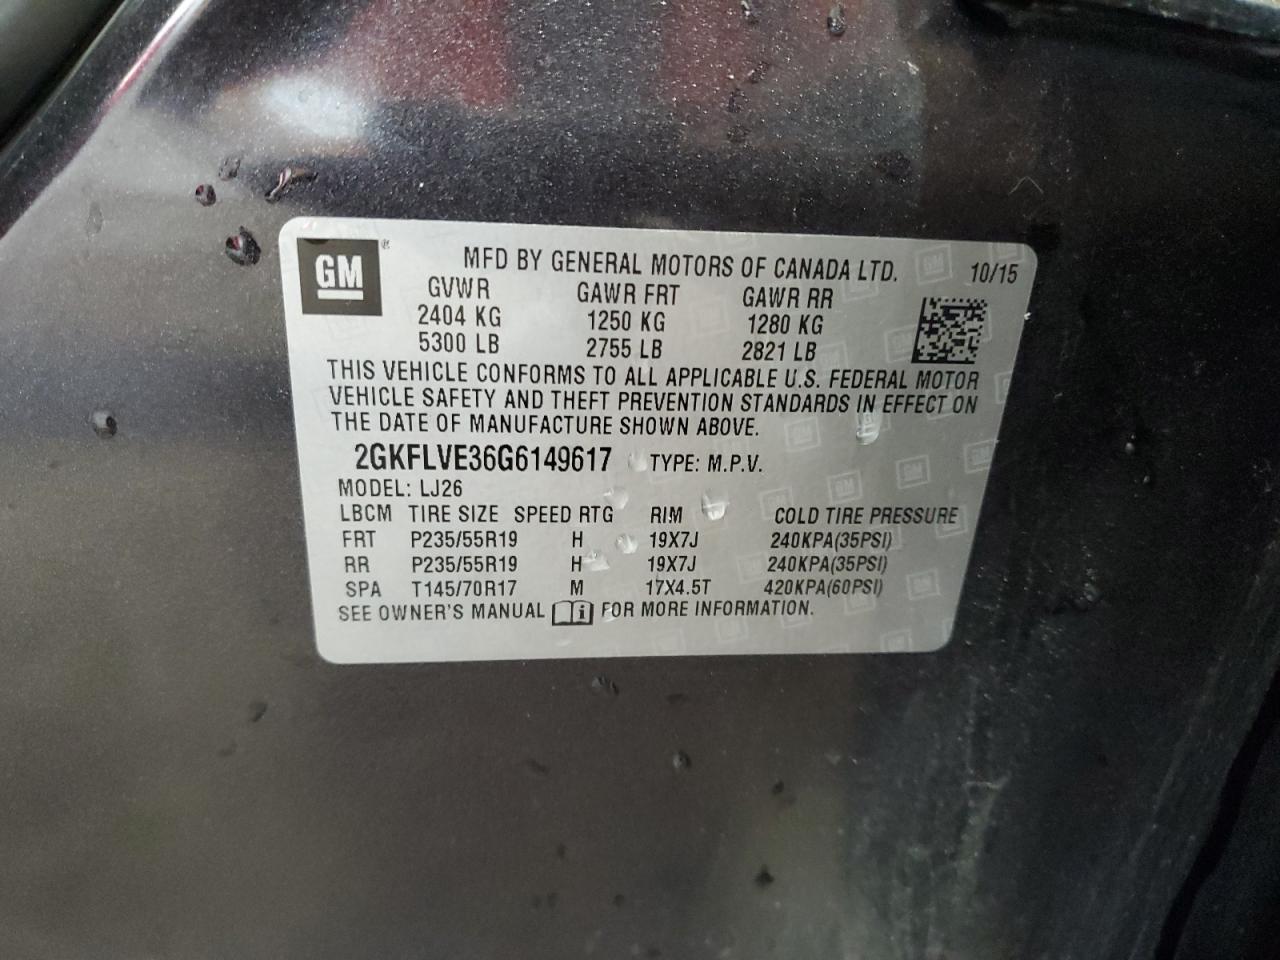 GM ® MFD BY GENERAL MOTORS OF CANADA LTD. 10/15
GVWR GAWR FRT GAWR RR
2404 KG 1250 KG 1280 KG
5300 LB 2755 LB 2821 LB
THIS VEHICLE CONFORMS TO ALL APPLICABLE U.S. FEDERAL MOTOR
VEHICLE SAFETY AND THEFT PREVENTION STANDARDS IN EFFECT ON
THE DATE OF MANUFACTURE SHOWN ABOVE.
2GKFLVE36G6149617 TYPE: M.P.V.
MODEL: LJ26
LBCM TIRE SIZE SPEED RTG RIM COLD TIRE PRESSURE
FRT P235/55R19 H 19X7J 240KPA(35PSI)
RR P235/55R19 H 19X7J 240KPA(35PSI)
SPA T145/70R17 M 17X4.5T 420KPA(60PSI)
SEE OWNER'S MANUAL i FOR MORE INFORMATION.